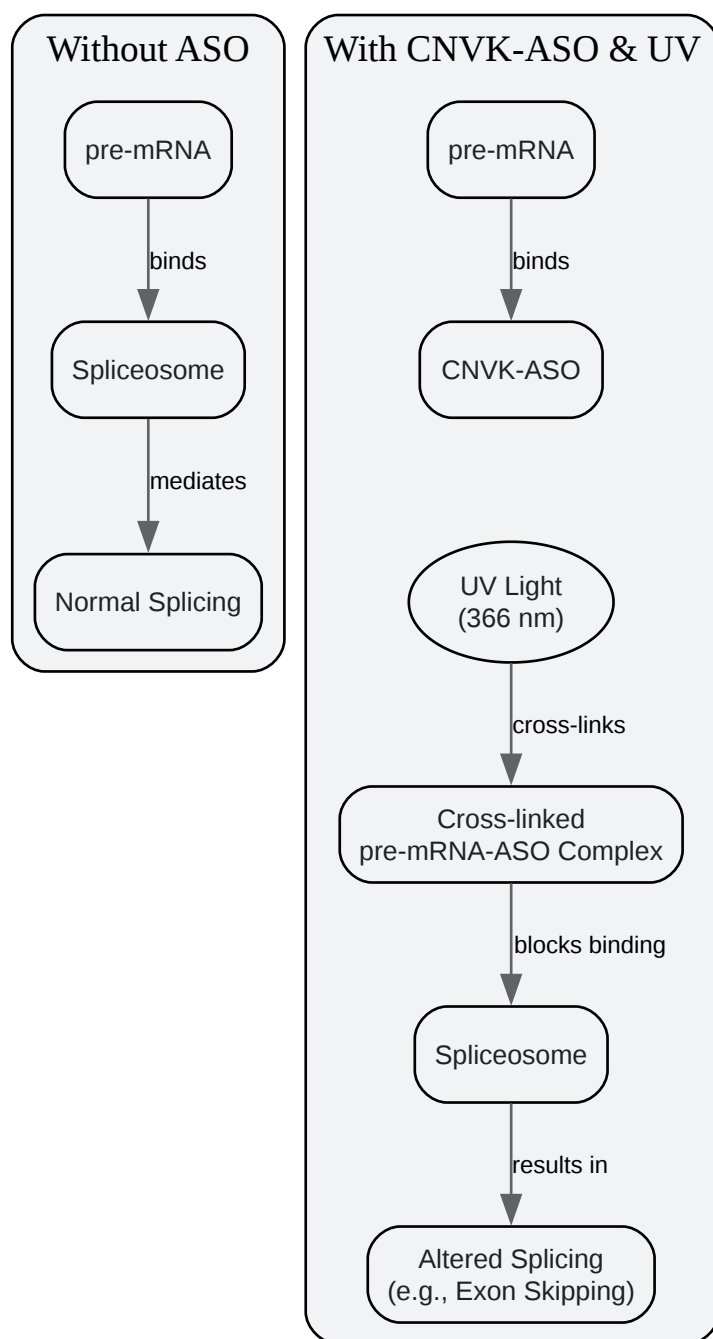 Without ASO
pre-mRNA
binds
Spliceosome
mediates
Normal Splicing
With CNVK-ASO & UV
pre-mRNA
binds
CNVK-ASO
UV Light
(366 nm)
cross-links
Cross-linked
pre-mRNA-ASO Complex
blocks binding
Spliceosome
results in
Altered Splicing
(e.g., Exon Skipping)